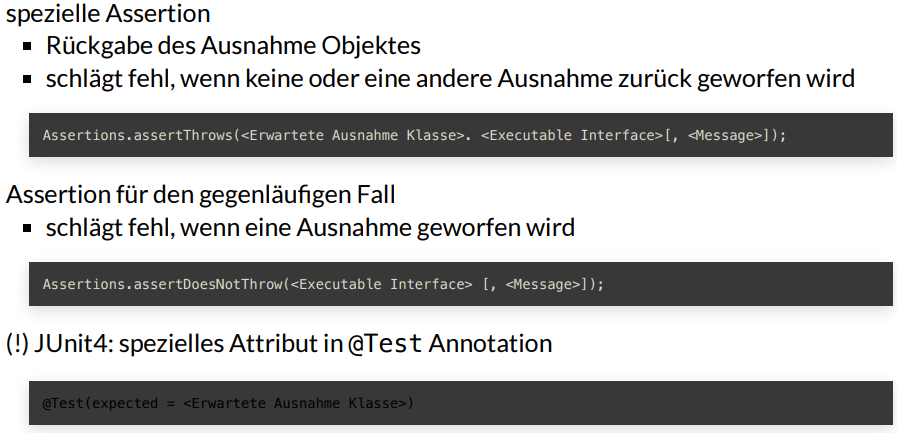 spezielle Assertion
▪ Rückgabe des Ausnahme Objektes
▪ schlägt fehl, wenn keine oder eine andere Ausnahme zurück geworfen wird
Assertions.assertThrows(<Erwartete Ausnahme Klasse>. <Executable Interface>[, <Message>]);
Assertion für den gegenläufigen Fall
▪ schlägt fehl, wenn eine Ausnahme geworfen wird
Assertions.assertDoesNotThrow(<Executable Interface> [, <Message>]);
(!) JUnit4: spezielles Attribut in @Test Annotation
@Test(expected = <Erwartete Ausnahme Klasse>)